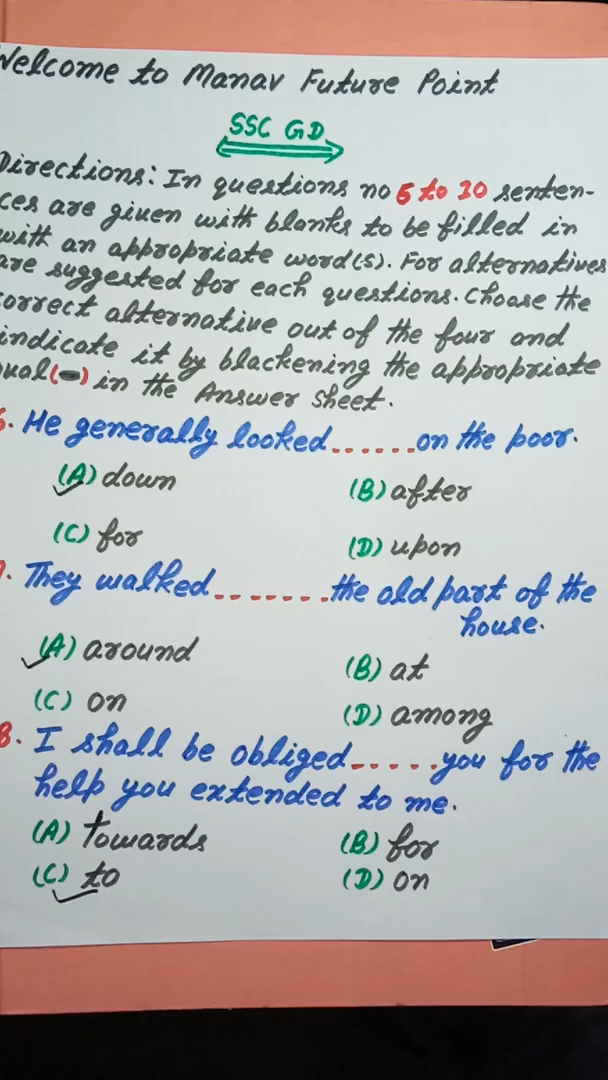 Welcome to Manav Future Point
SSC GD
Directions: In questions no 5 to 10 senten-
ces are given with blanks to be filled in
with an appropriate word(s). For alternatives
are suggested for each questions. Choose the
correct alternative out of the four and
indicate it by blackening the appropriate
oval (-) in the Answer sheet.
6. He generally looked ...... on the poor.
(A) down (B) after
(C) for (D) upon
7. They walked ....... the old part of the
house.
(A) around (B) at
(C) on (D) among
8. I shall be obliged ..... you for the
help you extended to me.
(A) towards (B) for
(C) to (D) on